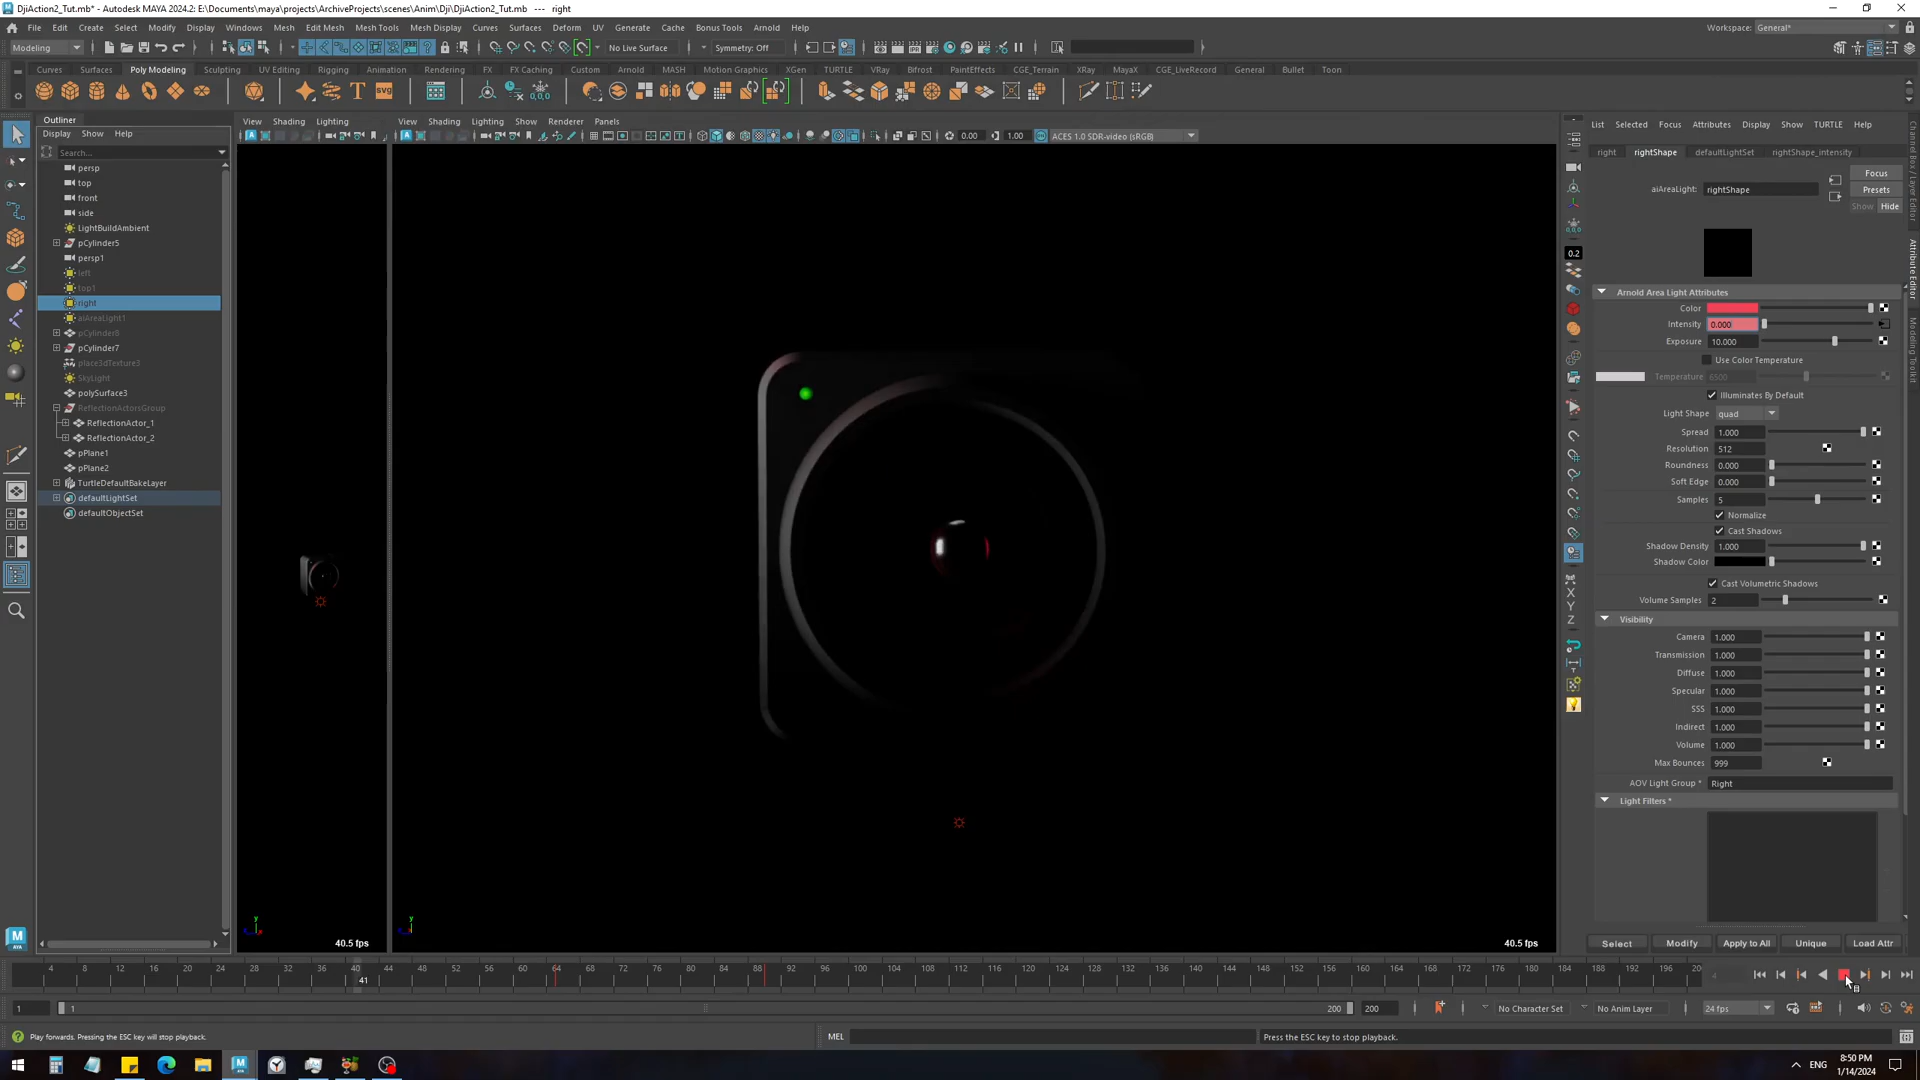 DjiAction2_Tut.mb* - Autodesk MAYA 2024.2: E:\Documents\maya\projects\ArchiveProjects\scenes\Anim\Dji\DjiAction2_Tut.mb --- right
File Edit Create Select Modify Display Windows Mesh Edit Mesh Mesh Tools Mesh Display Curves Surfaces Deform UV Generate Cache Bonus Tools Arnold Help
Workspace: General*
Modeling
No Live Surface
Symmetry: Off
Curves Surfaces Poly Modeling Sculpting UV Editing Rigging Animation Rendering FX FX Caching Custom Arnold MASH Motion Graphics XGen TURTLE VRay Bifrost PaintEffects CGE_Terrain XRay MayaX CGE_LiveRecord General Bullet Toon
T
SVG
Outliner
Display Show Help
Search...
persp
top
front
side
LightBuildAmbient
pCylinder5
persp1
left
top1
right
aiAreaLight1
pCylinder8
pCylinder7
place3dTexture3
SkyLight
polySurface3
ReflectionActorsGroup
ReflectionActor_1
ReflectionActor_2
pPlane1
pPlane2
TurtleDefaultBakeLayer
defaultLightSet
defaultObjectSet
View Shading Lighting
View Shading Lighting Show Renderer Panels
0.00
1.00
ACES 1.0 SDR-video (sRGB)
40.5 fps
40.5 fps
List Selected Focus Attributes Display Show TURTLE Help
right rightShape defaultLightSet rightShape_intensity
aiAreaLight: rightShape
Focus
Presets
Show Hide
0.2
Arnold Area Light Attributes
Color
Intensity 0.000
Exposure 10.000
Use Color Temperature
Temperature 6500
Illuminates By Default
Light Shape quad
Spread 1.000
Resolution 512
Roundness 0.000
Soft Edge 0.000
Samples 5
Normalize
Cast Shadows
Shadow Density 1.000
Shadow Color
Cast Volumetric Shadows
Volume Samples 2
Visibility
Camera 1.000
Transmission 1.000
Diffuse 1.000
Specular 1.000
SSS 1.000
Indirect 1.000
Volume 1.000
Max Bounces 999
AOV Light Group * Right
Light Filters *
X
Y
Z
Select Modify Apply to All Unique Load Attr
Channel Box / Layer Editor
Attribute Editor
Modeling Toolkit
4 8 12 16 20 24 28 32 36 40 44 48 52 56 60 64 68 72 76 80 84 88 92 96 100 104 108 112 116 120 124 128 132 136 140 144 148 152 156 160 164 168 172 176 180 184 188 192 196 20
41
1 1 200 200
No Character Set
No Anim Layer
24 fps
Play forwards. Pressing the ESC key will stop playback.
MEL
Press the ESC key to stop playback.
ENG
8:50 PM
1/14/2024